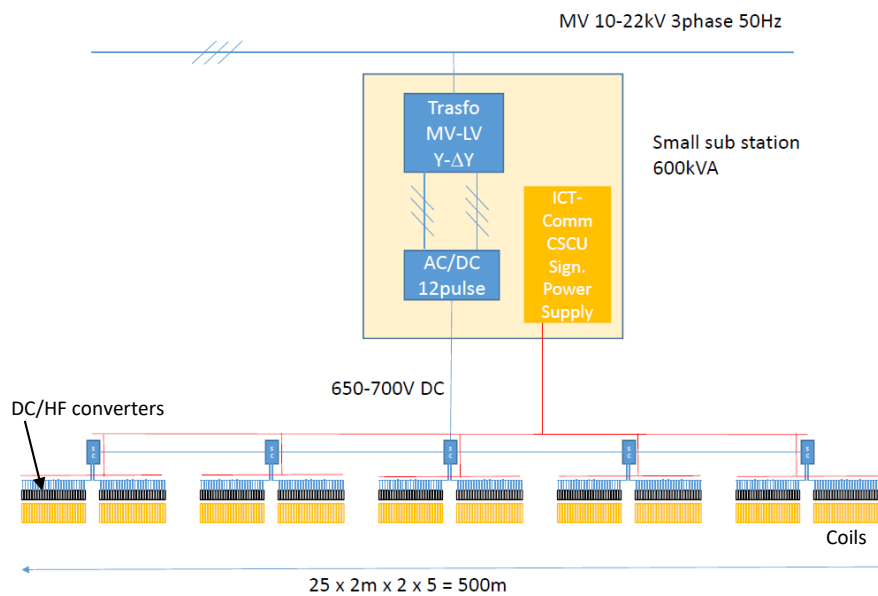 MV 10-22kV 3phase 50Hz
Trasfo
MV-LV
Y-ΔY
Small sub station
600kVA
ICT-
Comm
CSCU
Sign.
Power
Supply
AC/DC
12pulse
650-700V DC
DC/HF converters
S
C
S
C
S
C
S
C
S
C
Coils
25 x 2m x 2 x 5 = 500m